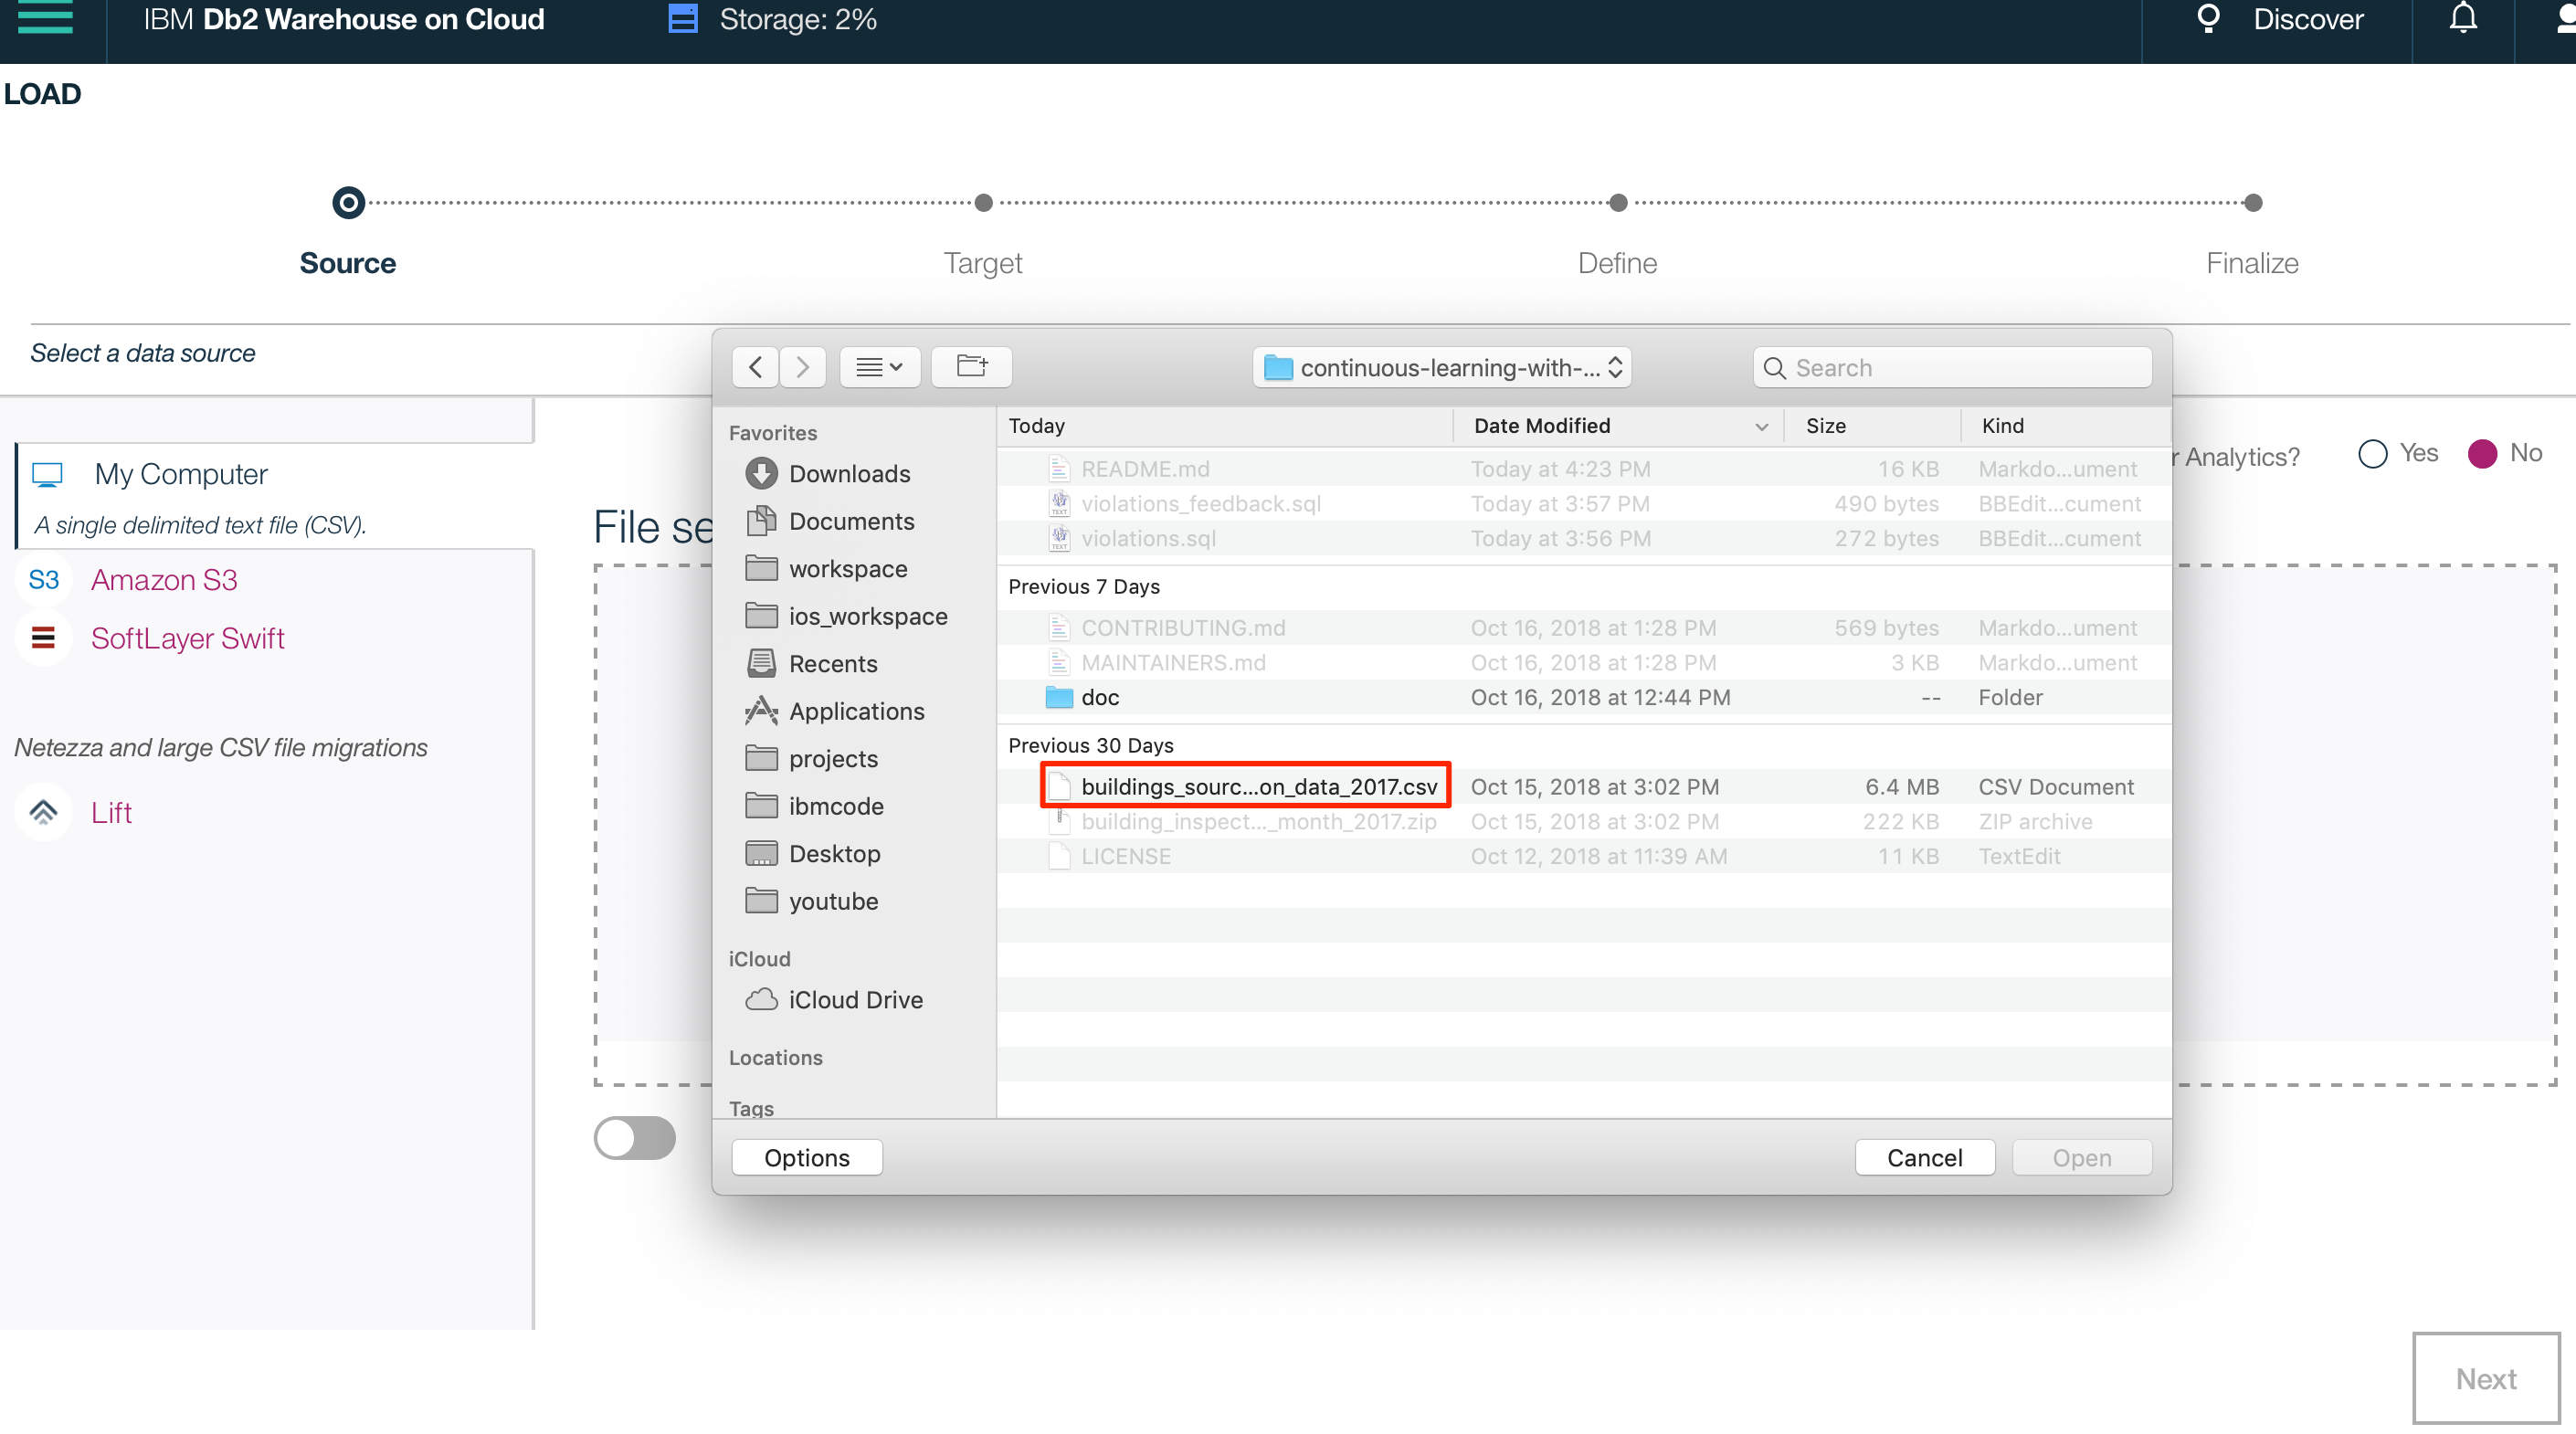 IBM Db2 Warehouse on Cloud Storage: 2% Discover
LOAD
Source Target Define Finalize
Select a data source
continuous-learning-with-... Search
Favorites
Downloads
Documents
workspace
ios_workspace
Recents
Applications
projects
ibmcode
Desktop
youtube
iCloud
iCloud Drive
Locations
Tags
Today Date Modified Size Kind
README.md Today at 4:23 PM 16 KB Markdo...ument
violations_feedback.sql Today at 3:57 PM 490 bytes BBEdit...cument
violations.sql Today at 3:56 PM 272 bytes BBEdit...cument
Previous 7 Days
CONTRIBUTING.md Oct 16, 2018 at 1:28 PM 569 bytes Markdo...ument
MAINTAINERS.md Oct 16, 2018 at 1:28 PM 3 KB Markdo...ument
doc Oct 16, 2018 at 12:44 PM -- Folder
Previous 30 Days
buildings_sourc...on_data_2017.csv Oct 15, 2018 at 3:02 PM 6.4 MB CSV Document
building_inspect..._month_2017.zip Oct 15, 2018 at 3:02 PM 222 KB ZIP archive
LICENSE Oct 12, 2018 at 11:39 AM 11 KB TextEdit
Options Cancel Open
My Computer
A single delimited text file (CSV).
S3 Amazon S3
SoftLayer Swift
Netezza and large CSV file migrations
Lift
File se
r Analytics? Yes No
Next